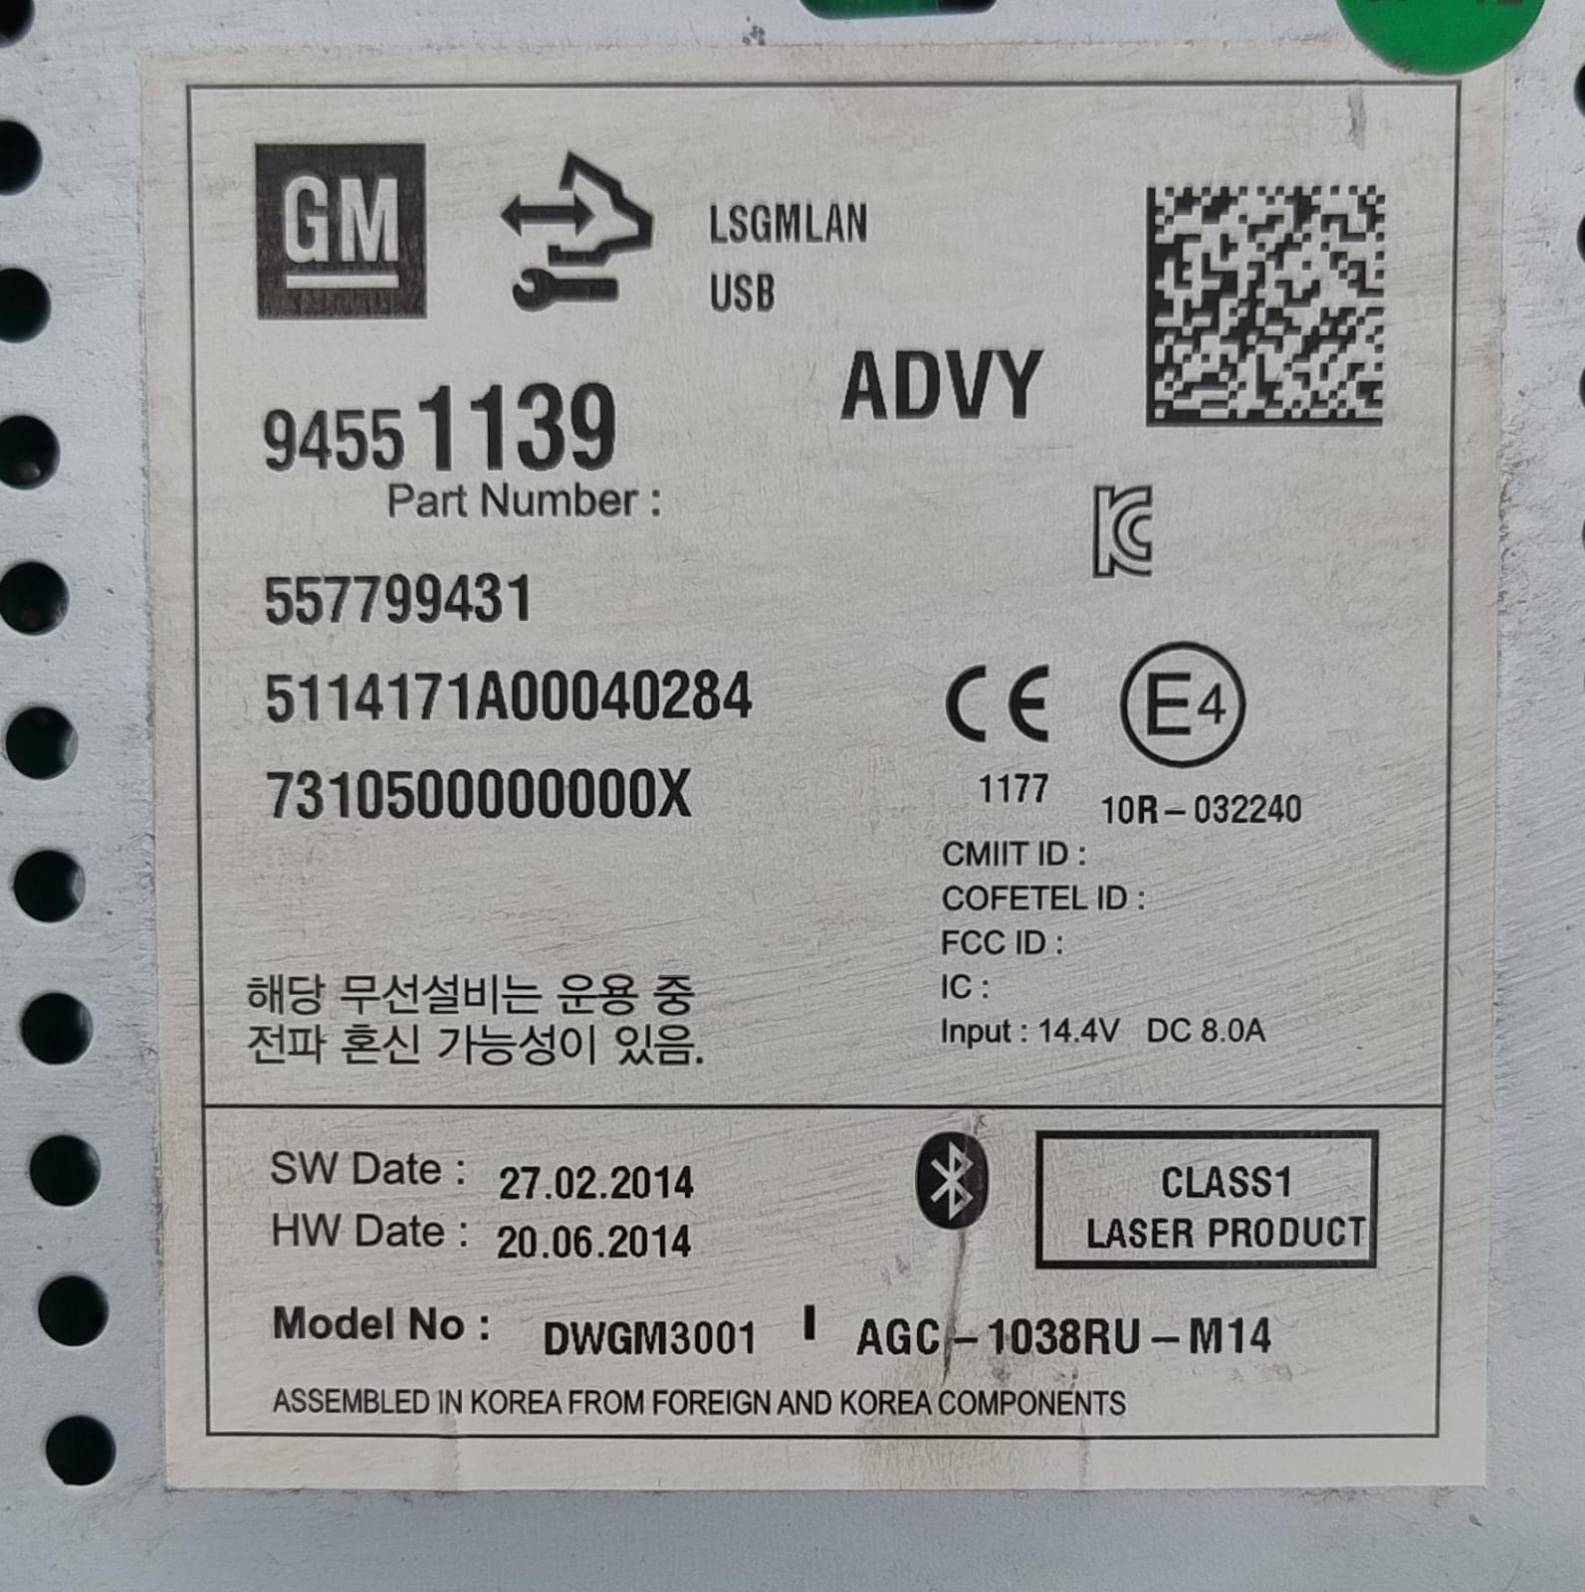 GM
LSGMLAN
USB
ADVY
94551139
Part Number :
557799431
5114171A00040284
7310500000000X
CE
1177
E4
10R-032240
CMIIT ID :
COFETEL ID :
FCC ID :
IC :
Input : 14.4V DC 8.0A
해당 무선설비는 운용 중
전파 혼신 가능성이 있음.
SW Date : 27.02.2014
HW Date : 20.06.2014
CLASS1
LASER PRODUCT
Model No : DWGM3001 I AGC-1038RU-M14
ASSEMBLED IN KOREA FROM FOREIGN AND KOREA COMPONENTS